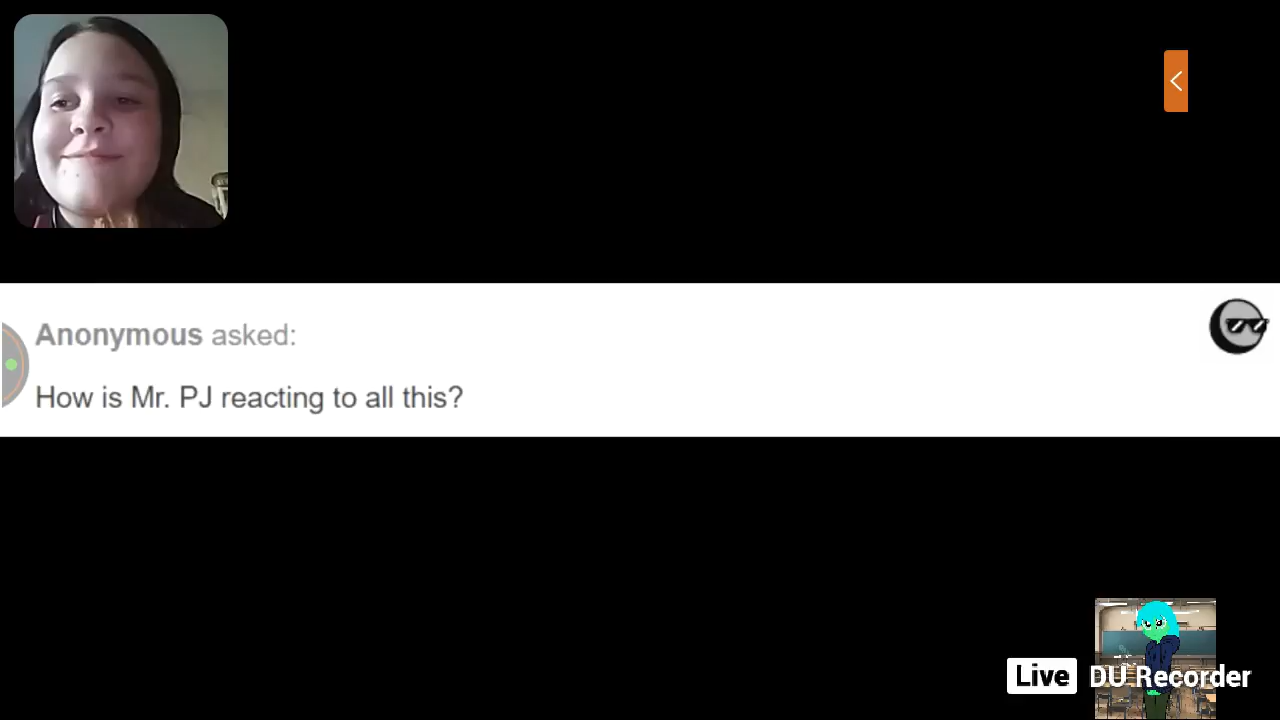 Anonymous asked:
How is Mr. PJ reacting to all this?
Live DU Recorder